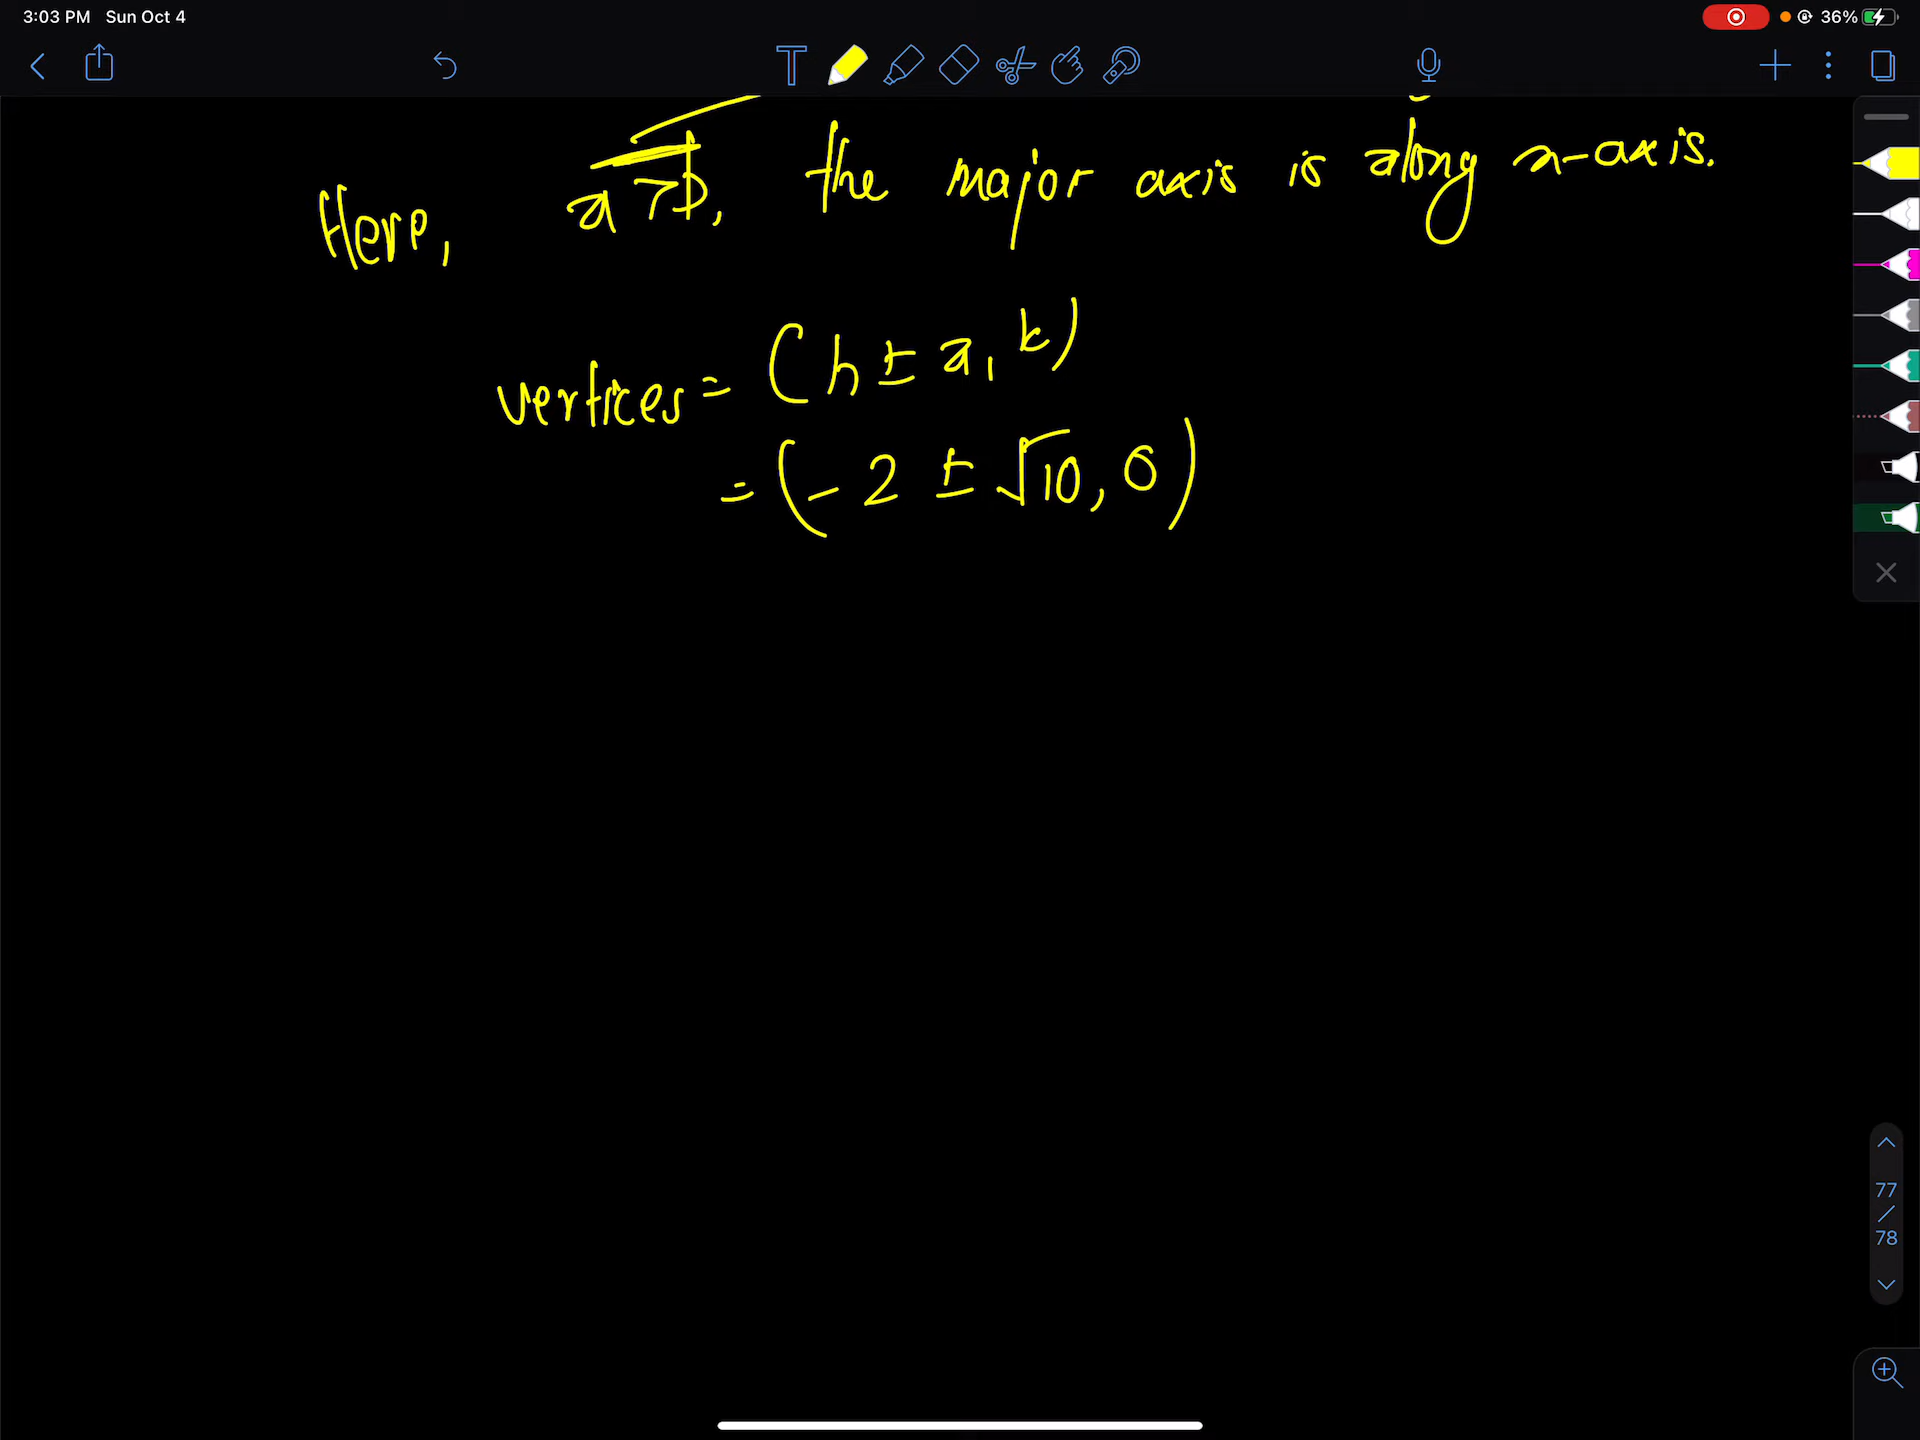 3:03 PM Sun Oct 4
36%
Here, a > b, the major axis is along x-axis.
vertices = (h ± a, k)
= (-2 ± √10, 0)
77
/
78